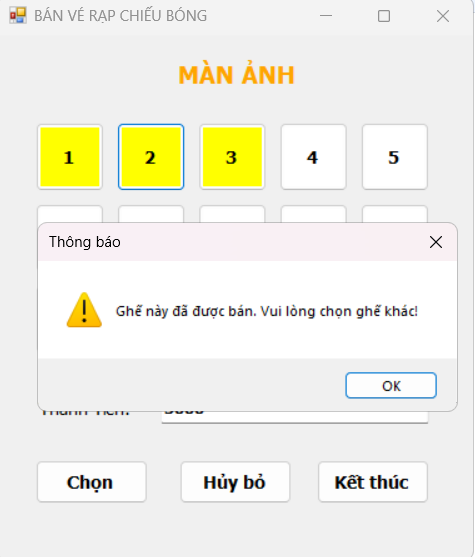 BÁN VÉ RẠP CHIẾU BÓNG
MÀN ẢNH
1 2 3 4 5
Thông báo
Ghế này đã được bán. Vui lòng chọn ghế khác!
OK
Chọn Hủy bỏ Kết thúc